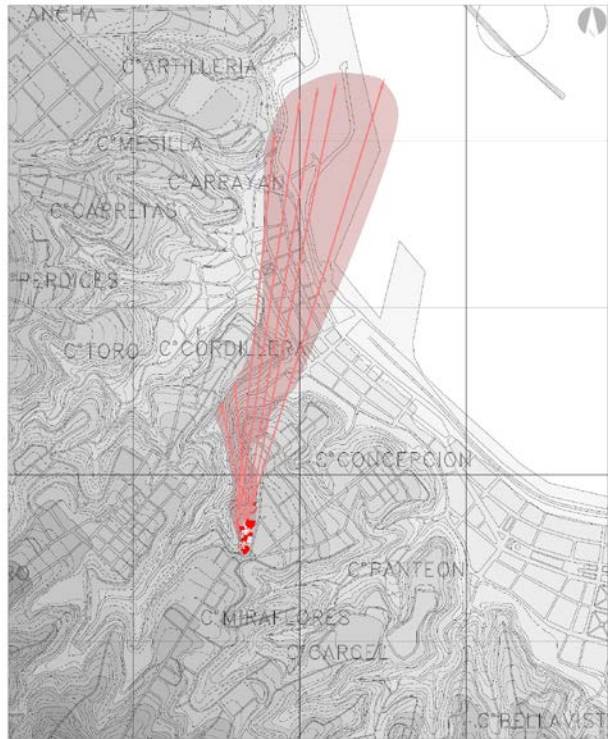 ANCHA
C°ARTILLERIA
C°MESILLA
C°ARRAYAN
C°CARRETAS
PERDICES
C°TORO
C°CORDILLERA
C°CONCEPCION
RO
C°PANTEON
C°MIRAFLORES
C°CARCEL
C°BELLAVIST